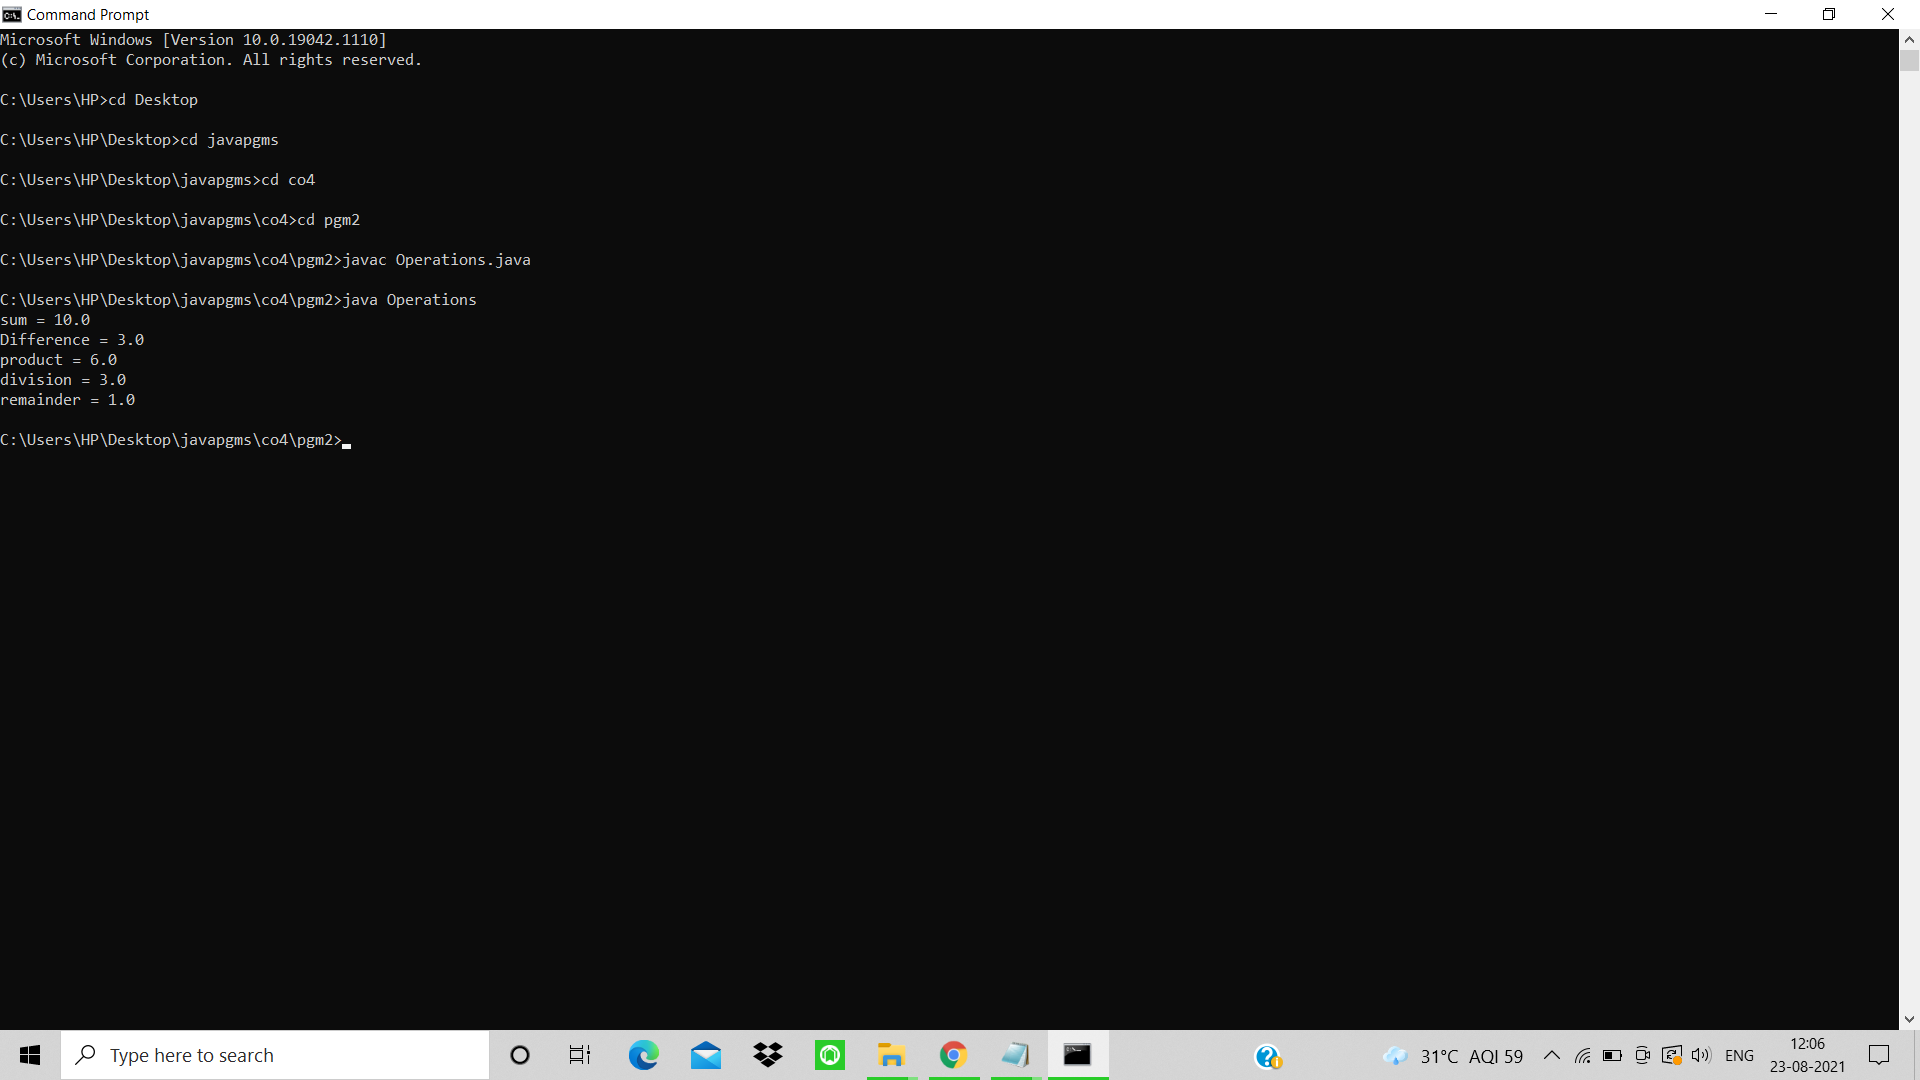 Command Prompt
Microsoft Windows [Version 10.0.19042.1110]
(c) Microsoft Corporation. All rights reserved.
C:\Users\HP>cd Desktop
C:\Users\HP\Desktop>cd javapgms
C:\Users\HP\Desktop\javapgms>cd co4
C:\Users\HP\Desktop\javapgms\co4>cd pgm2
C:\Users\HP\Desktop\javapgms\co4\pgm2>javac Operations.java
C:\Users\HP\Desktop\javapgms\co4\pgm2>java Operations
sum = 10.0
Difference = 3.0
product = 6.0
division = 3.0
remainder = 1.0
C:\Users\HP\Desktop\javapgms\co4\pgm2>
Type here to search
31°C AQI 59
ENG
12:06
23-08-2021